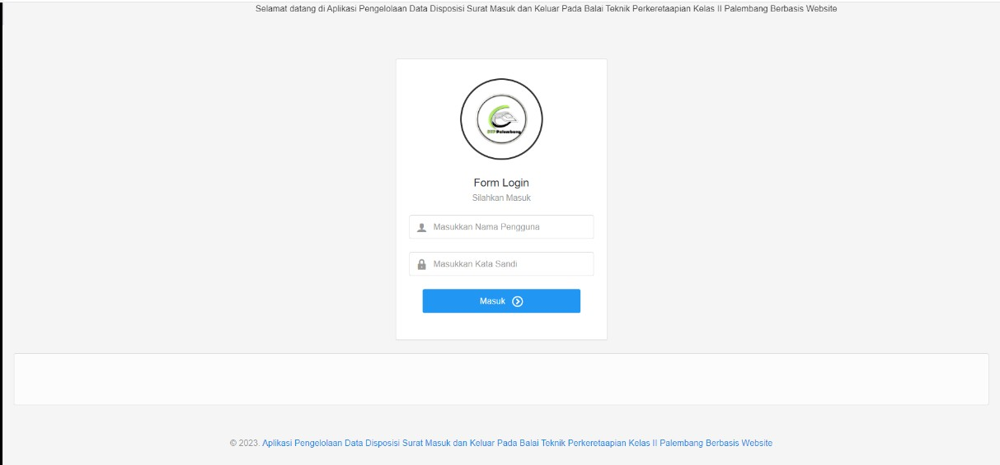 Selamat datang di Aplikasi Pengelolaan Data Disposisi Surat Masuk dan Keluar Pada Balai Teknik Perkeretaapian Kelas II Palembang Berbasis Website
Palembang
Form Login
Silahkan Masuk
Masukkan Nama Pengguna
Masukkan Kata Sandi
Masuk
© 2023. Aplikasi Pengelolaan Data Disposisi Surat Masuk dan Keluar Pada Balai Teknik Perkeretaapian Kelas II Palembang Berbasis Website